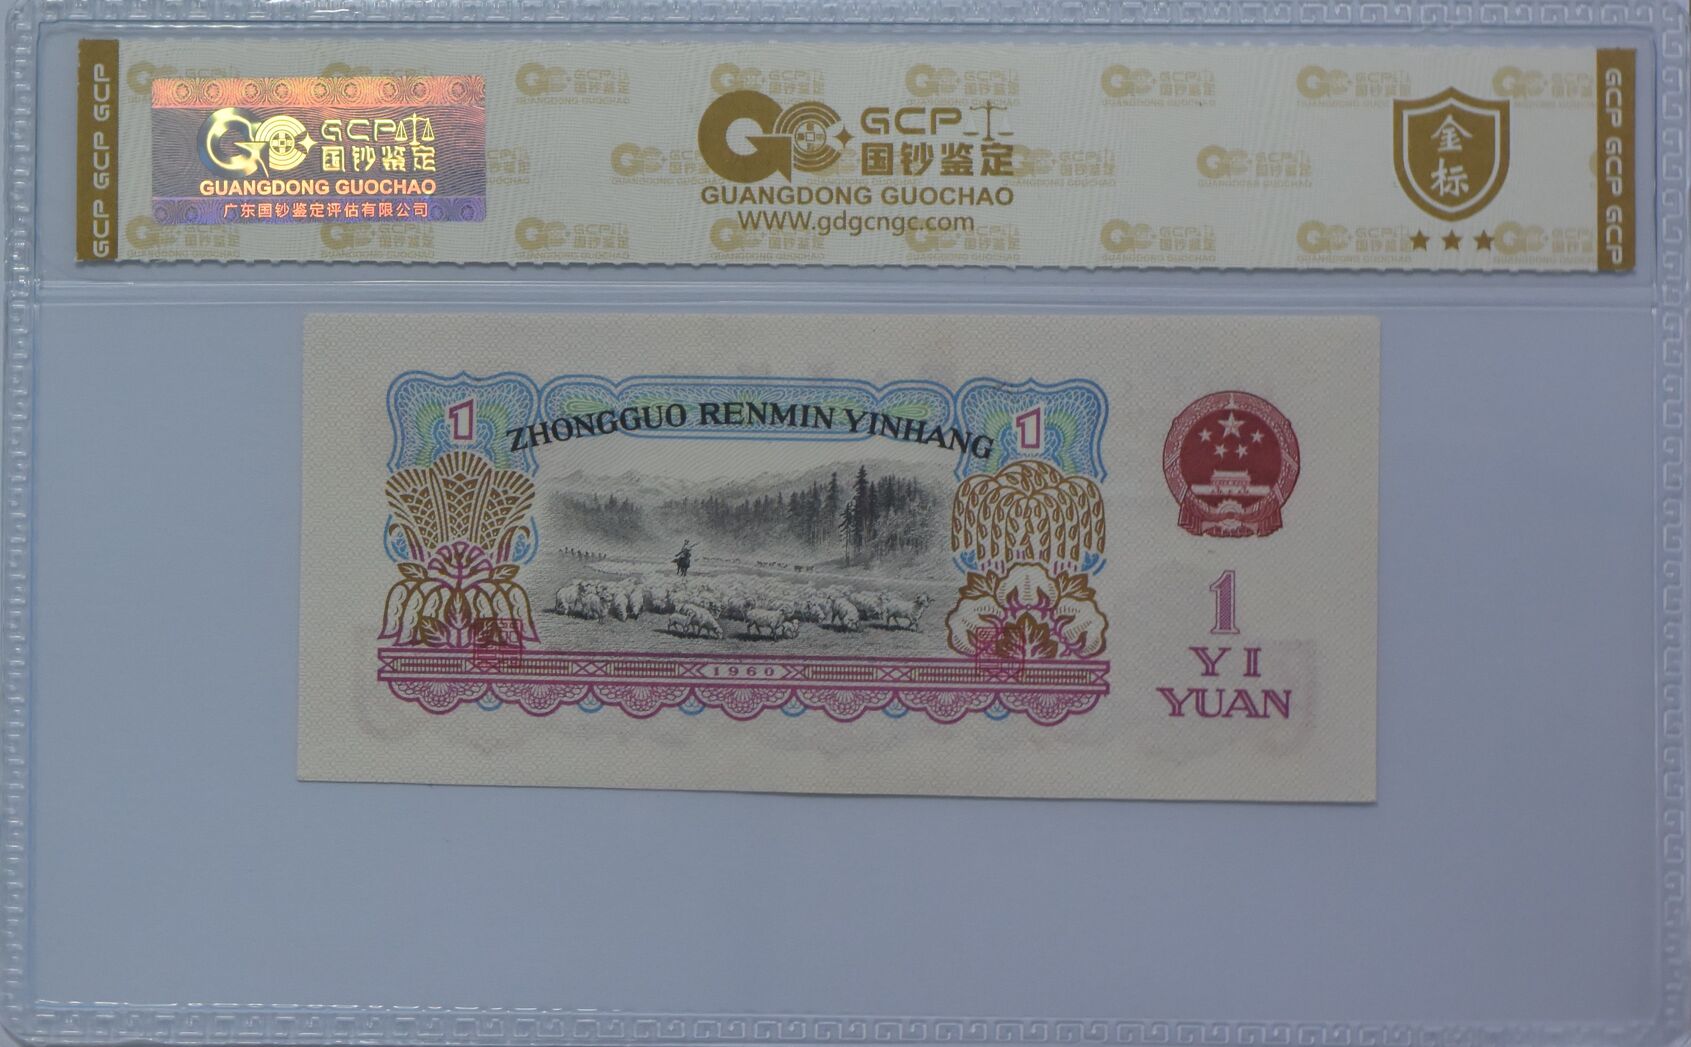 GCP GCP GCP
GCP
国钞鉴定
GUANGDONG GUOCHAO
广东国钞鉴定评估有限公司
GCP
国钞鉴定
GUANGDONG GUOCHAO
WWW.gdgcngc.com
金
标
GCP GCP GCP
1
ZHONGGUO RENMIN YINHANG
1
1960
1
YI
YUAN